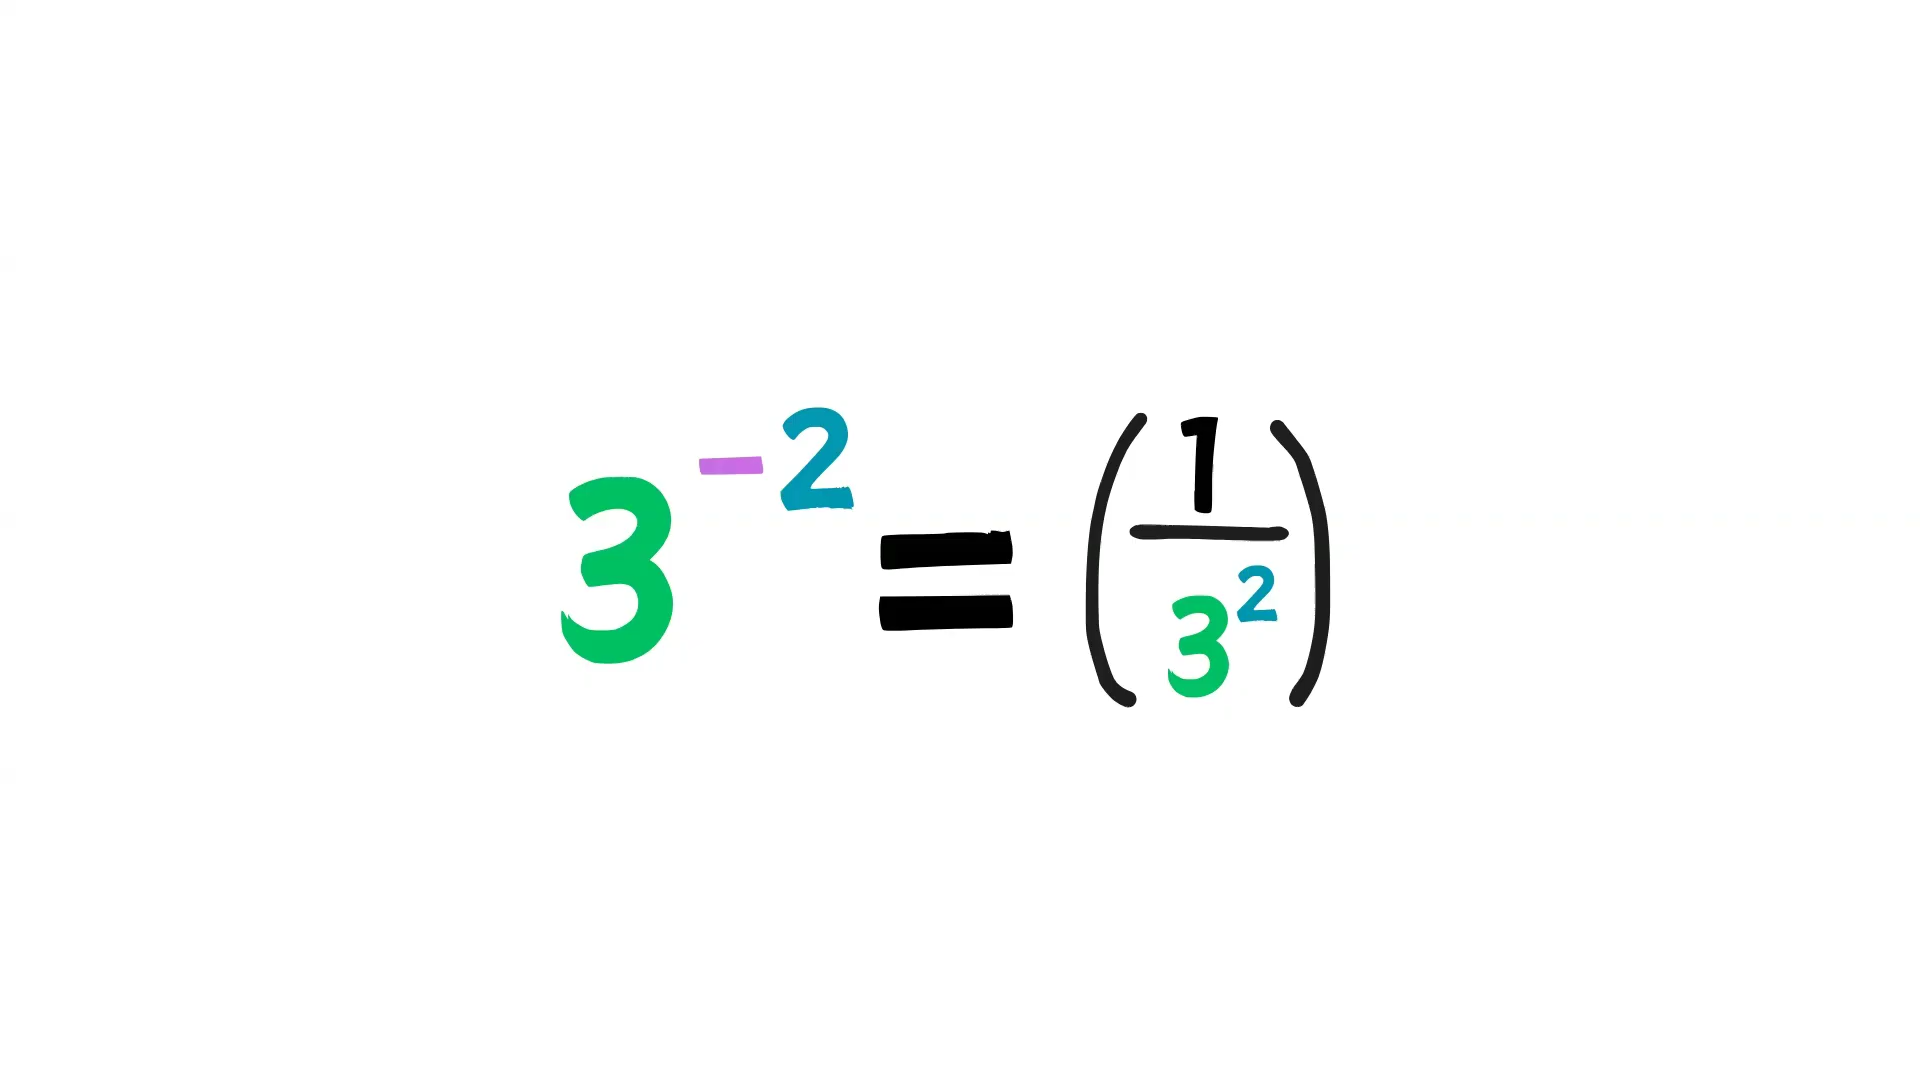 3⁻² = (1/3²)